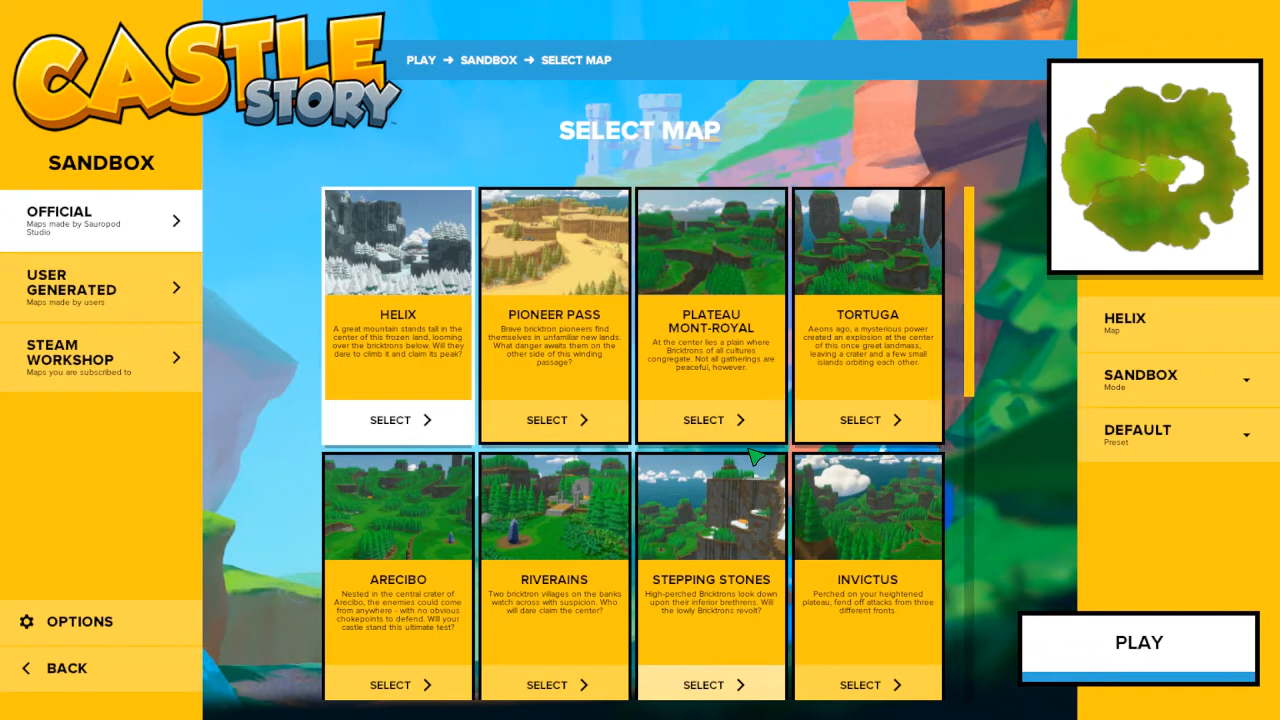 CASTLE
STORY
PLAY → SANDBOX → SELECT MAP
SELECT MAP
SANDBOX
OFFICIAL
Maps made by Sauropod
Studio
USER
GENERATED
Maps made by users
STEAM
WORKSHOP
Maps you are subscribed to
OPTIONS
BACK
HELIX
A great mountain stands tall in the
center of this frozen land, looming
over the bricktrons below. Will they
dare to climb it and claim its peak?
SELECT
PIONEER PASS
Brave bricktron pioneers find
themselves in unfamiliar new lands.
What danger awaits them on the
other side of this winding
passage?
SELECT
PLATEAU
MONT-ROYAL
At the center lies a plain where
Bricktrons of all cultures
congregate. Not all gatherings are
peaceful, however.
SELECT
TORTUGA
Aeons ago, a mysterious power
created an explosion at the center
of this once great landmass,
leaving a crater and a few small
islands orbiting each other.
SELECT
ARECIBO
Nested in the central crater of
Arecibo, the enemies could come
from anywhere - with no obvious
chokepoints to defend. Will your
castle stand this ultimate test?
SELECT
RIVERAINS
Two bricktron villages on the banks
watch across with suspicion. Who
will dare claim the center?
SELECT
STEPPING STONES
High-perched Bricktrons look down
upon their inferior brethrens. Will
the lowly Bricktrons revolt?
SELECT
INVICTUS
Perched on your heightened
plateau, fend off attacks from three
different fronts.
SELECT
HELIX
Map
SANDBOX
Mode
DEFAULT
Preset
PLAY